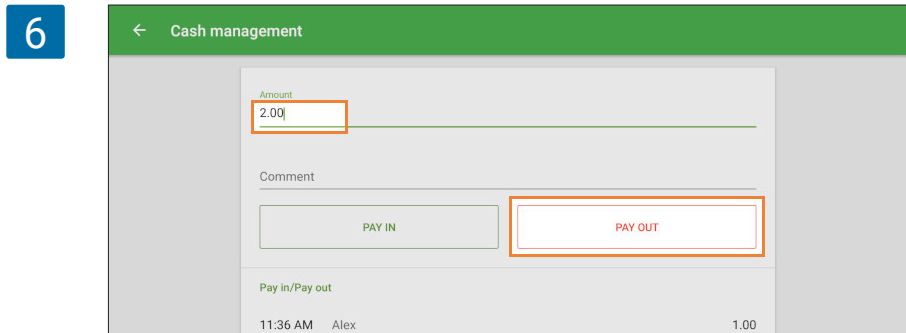 6
Cash management
Amount
2.00
Comment
PAY IN
PAY OUT
Pay in/Pay out
11:36 AM Alex 1.00